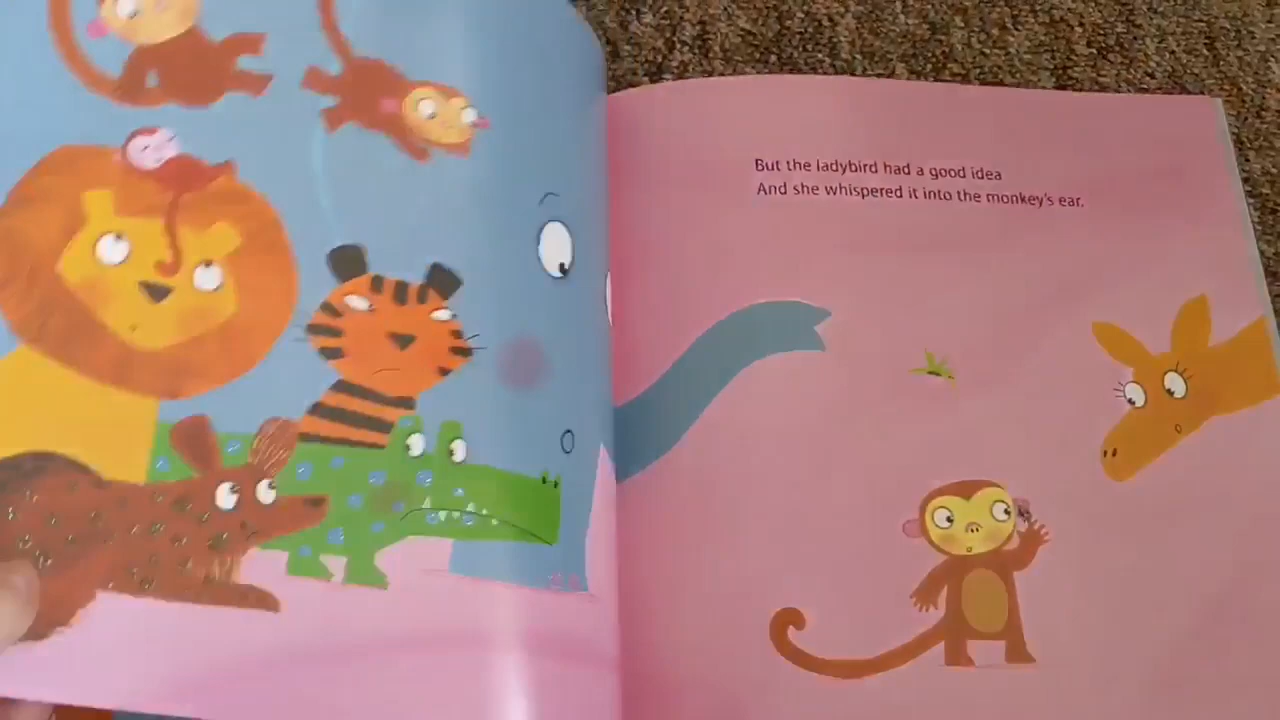 But the ladybird had a good idea
And she whispered it into the monkey's ear.